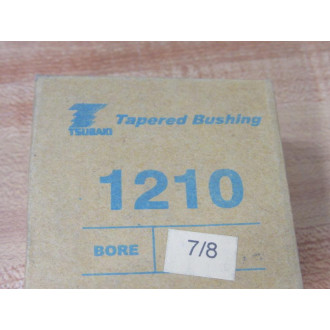 TSUBAKI Tapered Bushing
1210
BORE 7/8